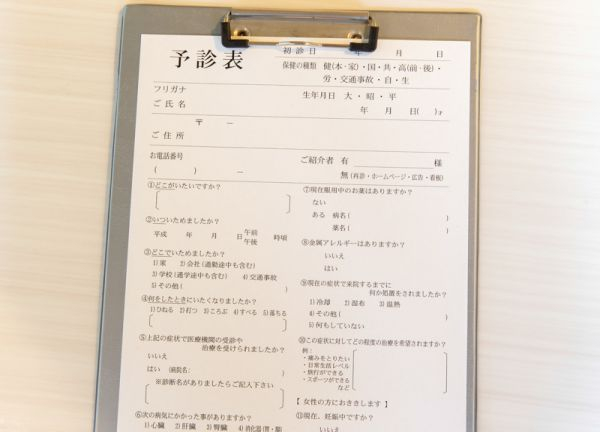 予診表
初診日 年 月 日
保健の種類 健(本・家)・国・共・高(前・後)・
労・交通事故・自・生
フリガナ
ご氏名
生年月日 大・昭・平
年 月 日( )才
〒 －
ご住所
お電話番号
( ) －
ご紹介者 有 様
無(再診・ホームページ・広告・看板)
①どこがいたいですか?
②いついためましたか?
平成 年 月 日 午前 時頃
午後
③どこでいためましたか?
1)家 2)会社(通勤途中も含む)
3)学校(通学途中も含む) 4)交通事故
5)その他( )
④何をしたときにいたくなりましたか?
1)ひねる 2)打つ 3)ころぶ 4)すべる 5)落ちる
( )
⑤上記の症状で医療機関の受診や
治療を受けられましたか?
いいえ
はい (病院名: )
※診断名がありましたらご記入下さい
⑥次の病気にかかった事がありますか?
1)心臓 2)肝臓 3)腎臓 4)消化器(胃・腸)
⑦現在服用中のお薬はありますか?
ない
ある 病名( )
薬名( )
⑧金属アレルギーはありますか?
いいえ
はい
⑨現在の症状で来院するまでに
何か処置をされましたか?
1)冷却 2)湿布 3)温熱
4)その他( )
5)何もしていない
⑩この症状に対してどの程度の治療を希望されますか?
例:
・痛みをとりたい
・日常生活レベル
・旅行ができる
・スポーツができる
など
【 女性の方におききします 】
⑪現在、妊娠中ですか?
いいえ